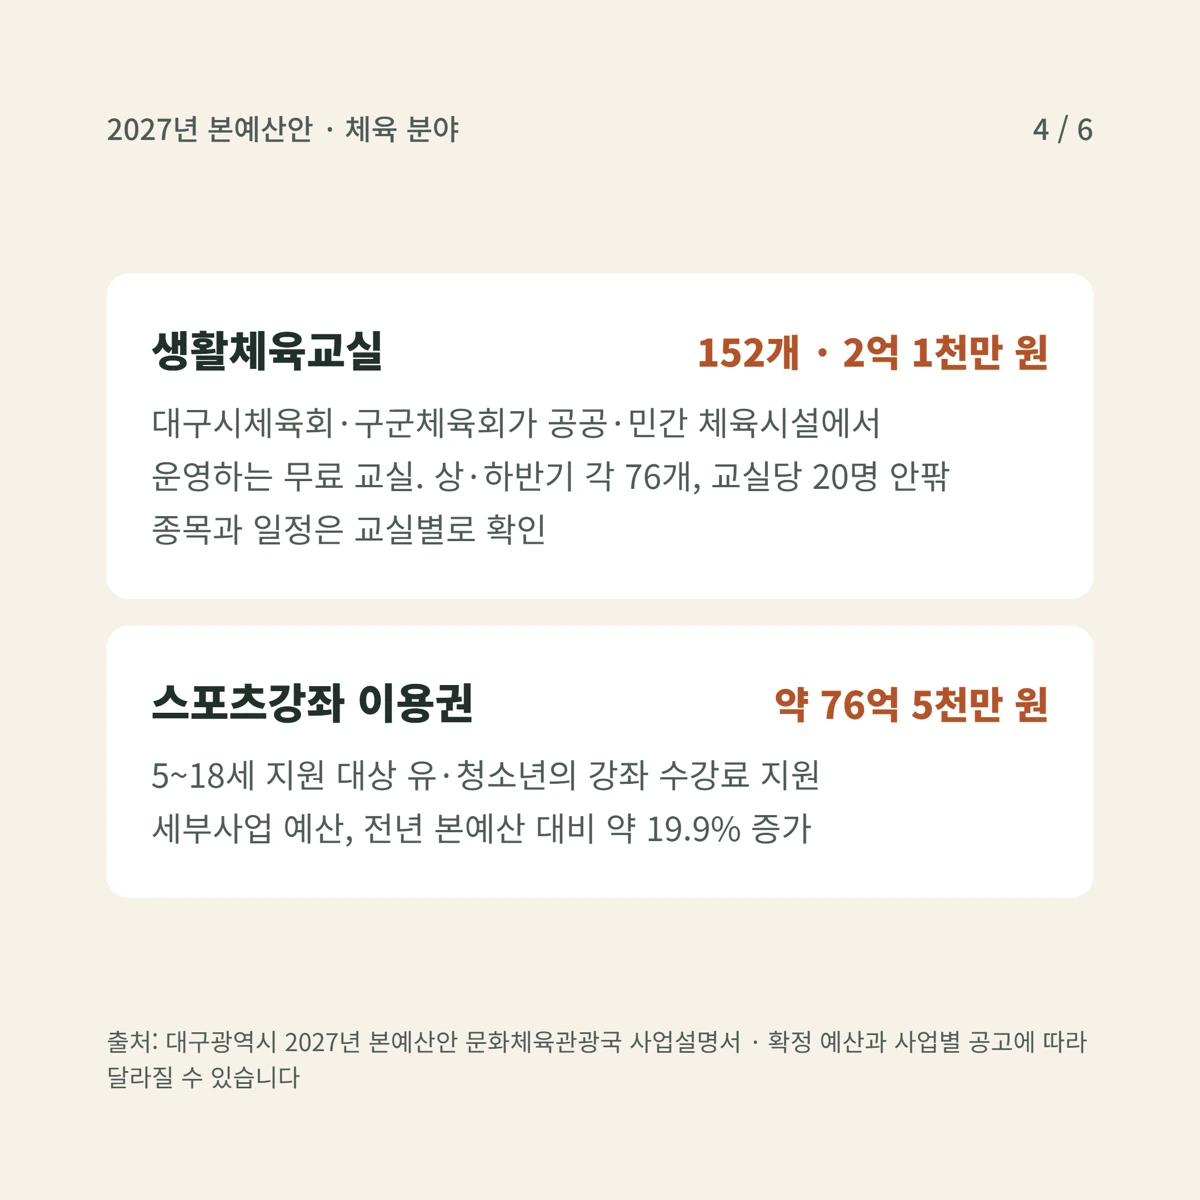 2027년 본예산안 · 체육 분야
4 / 6
생활체육교실
152개 · 2억 1천만 원
대구시체육회·구군체육회가 공공·민간 체육시설에서
운영하는 무료 교실. 상·하반기 각 76개, 교실당 20명 안팎
종목과 일정은 교실별로 확인
스포츠강좌 이용권
약 76억 5천만 원
5~18세 지원 대상 유·청소년의 강좌 수강료 지원
세부사업 예산, 전년 본예산 대비 약 19.9% 증가
출처: 대구광역시 2027년 본예산안 문화체육관광국 사업설명서 · 확정 예산과 사업별 공고에 따라
달라질 수 있습니다